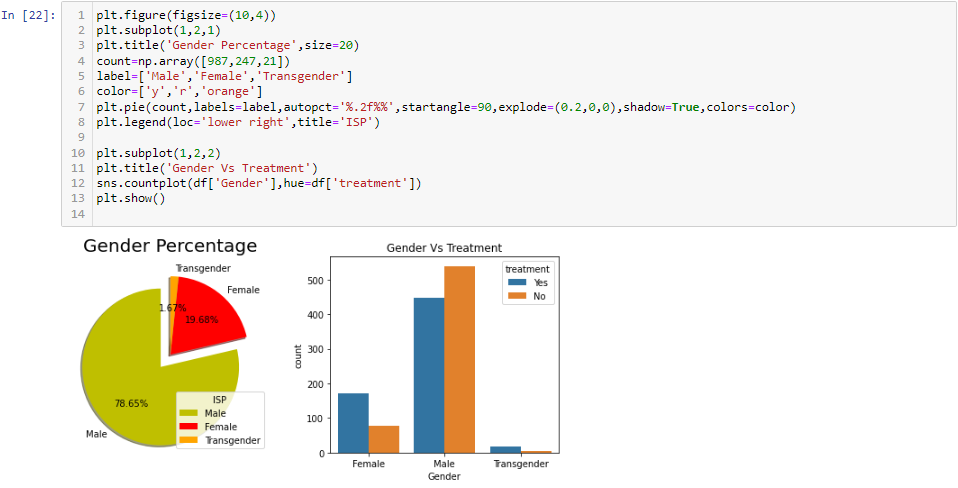 In [22]:
1 plt.figure(figsize=(10,4))
2 plt.subplot(1,2,1)
3 plt.title('Gender Percentage',size=20)
4 count=np.array([987,247,21])
5 label=['Male','Female','Transgender']
6 color=['y','r','orange']
7 plt.pie(count,labels=label,autopct='%.2f%%',startangle=90,explode=(0.2,0,0),shadow=True,colors=color)
8 plt.legend(loc='lower right',title='ISP')
9
10 plt.subplot(1,2,2)
11 plt.title('Gender Vs Treatment')
12 sns.countplot(df['Gender'],hue=df['treatment'])
13 plt.show()
14
Gender Percentage
Transgender
Female
1.67%
19.68%
78.65%
Male
ISP
Male
Female
Transgender
Gender Vs Treatment
treatment
Yes
No
500
400
300
200
100
0
count
Female Male Transgender
Gender